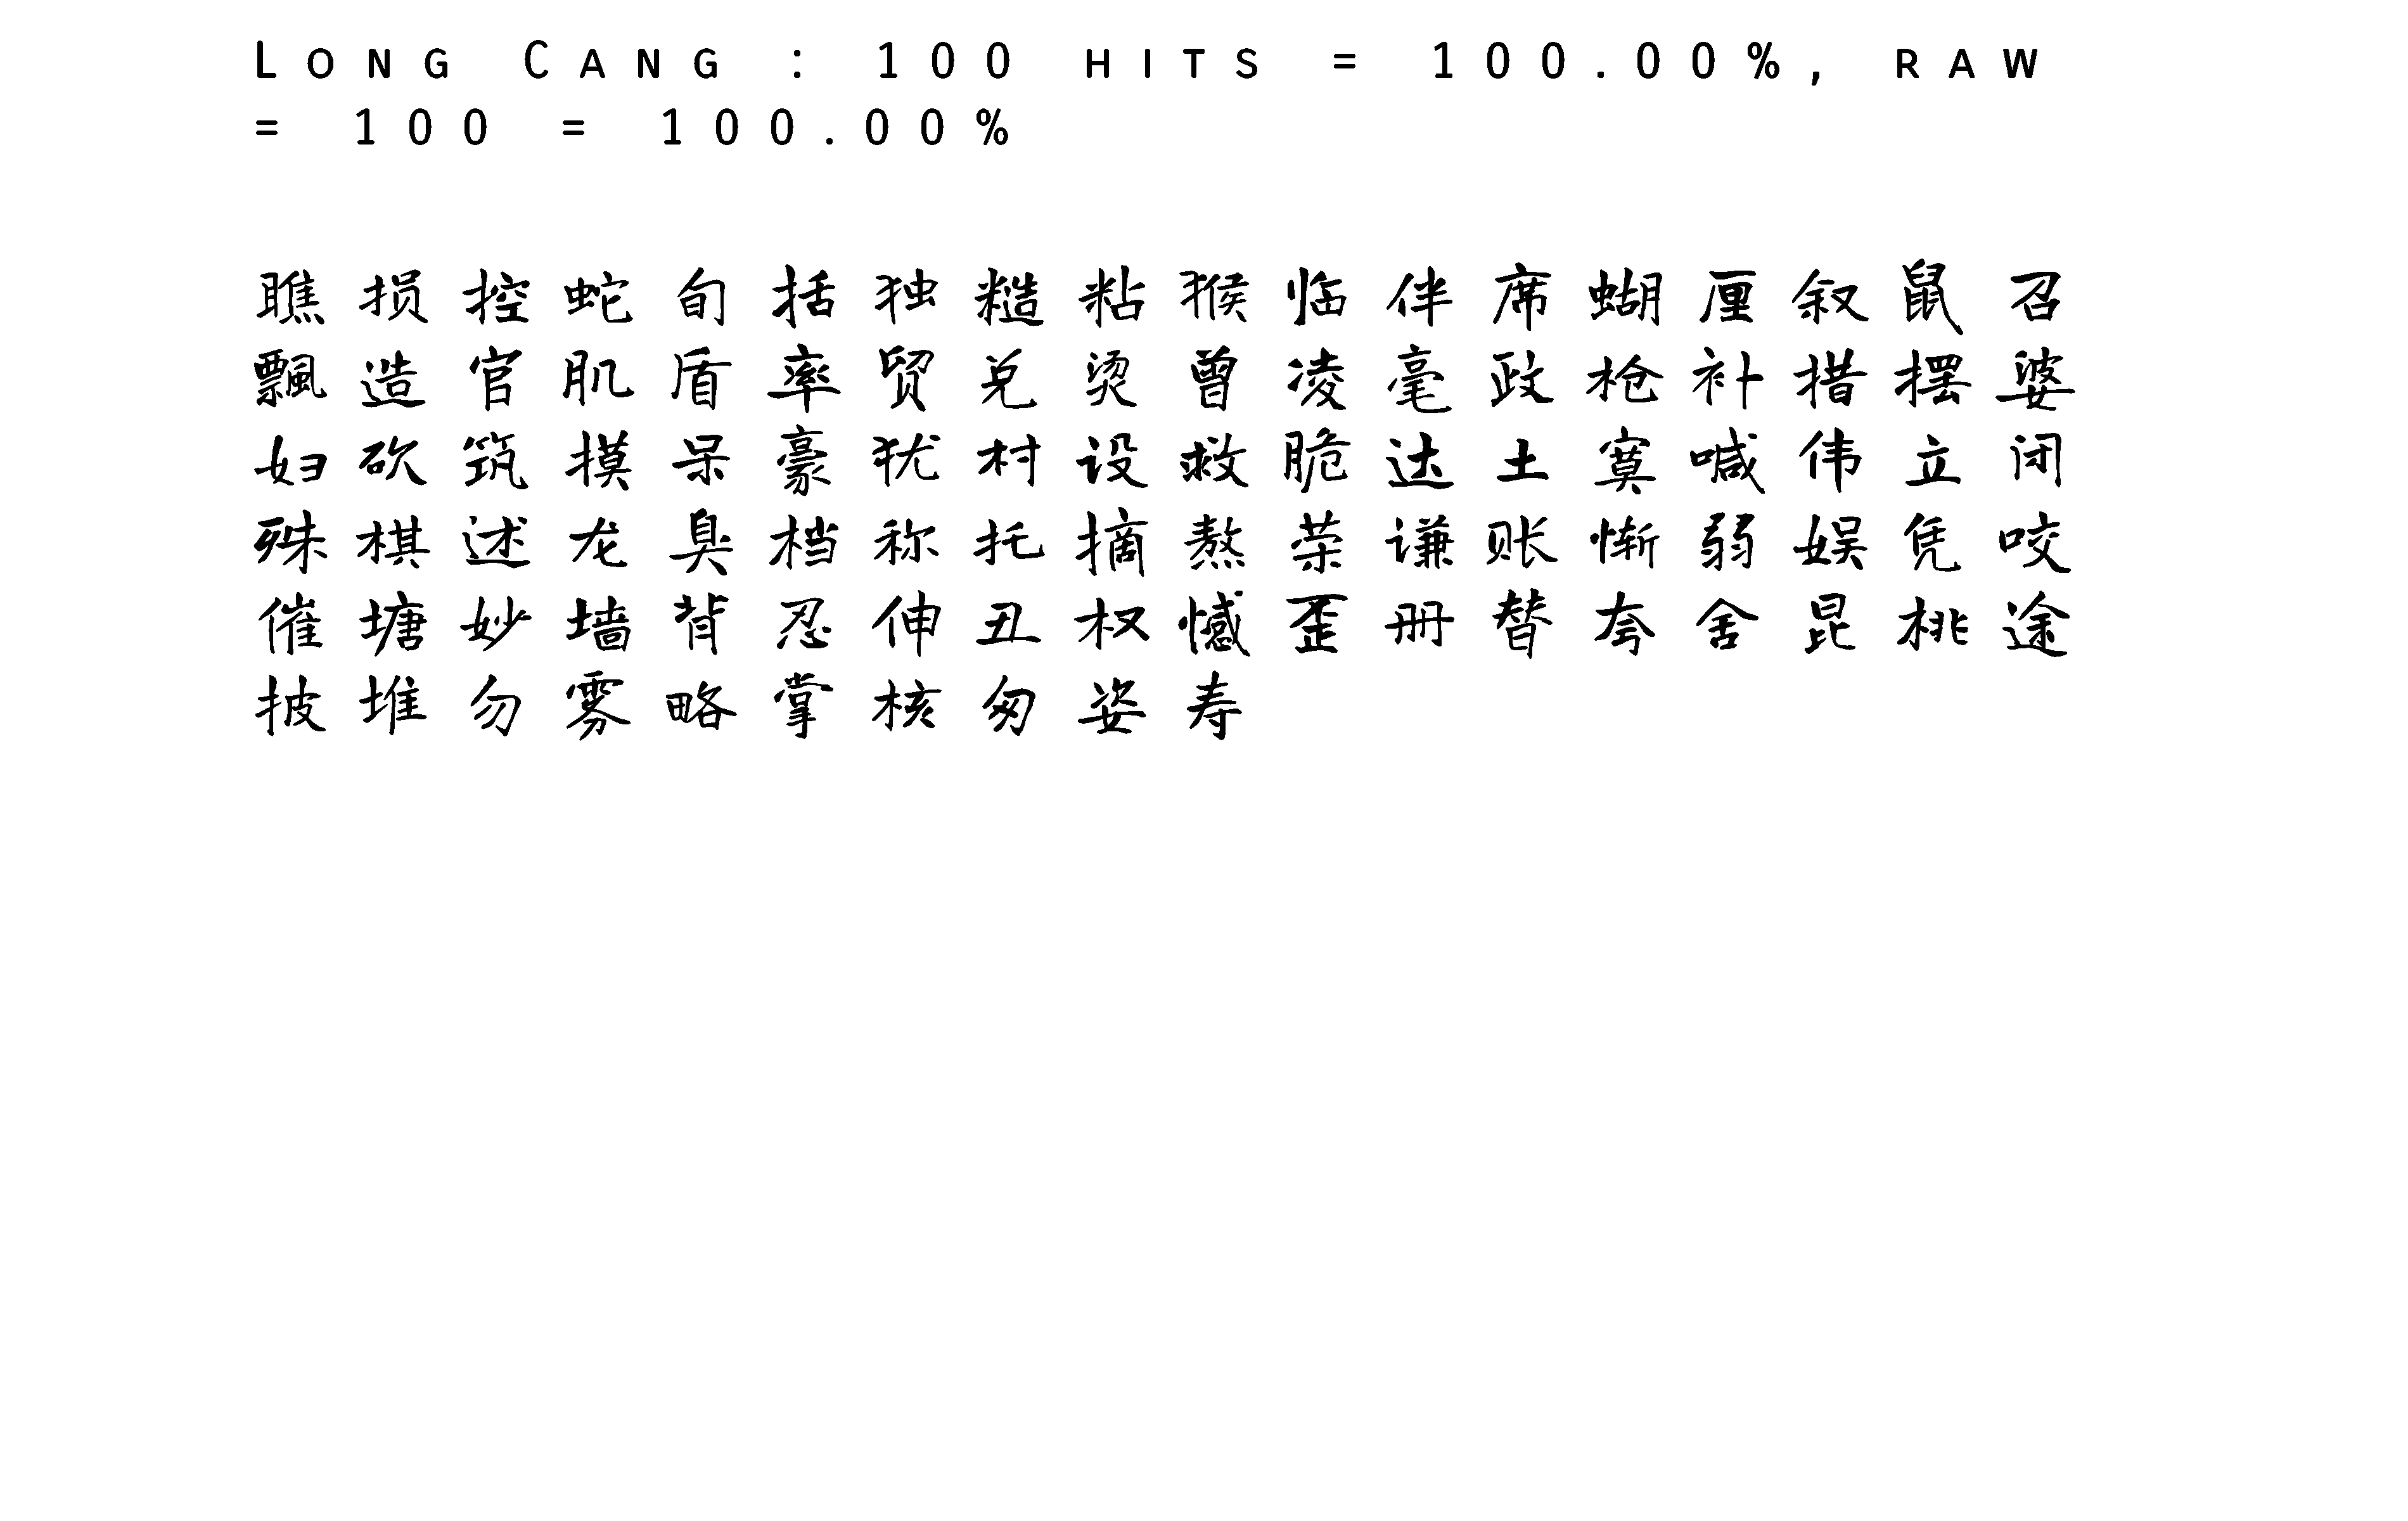 Long Cang : 100 hits = 100.00%, raw
= 100 = 100.00%
瞧损控蛇旬括独糙粘猴临伴席蝴厘叙鼠召
飘造官肌盾率贸兑烫曾凌毫政枪补措摆婆
妇砍筑摸呆豪犹村设救脆达土寞喊伟立闭
殊棋述龙臭档称托摘熬荣谦账惭弱娱凭咬
催塘妙墙背忍伸丑权憾歪册替夸舍昆桃途
披堆勿雾略掌核匆姿寿